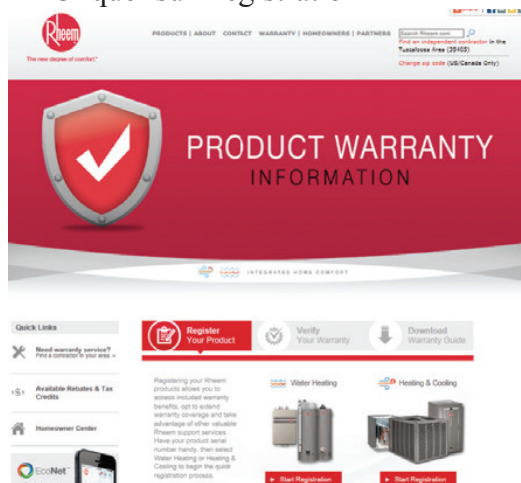 Rheem
The new degree of comfort.™
PRODUCTS | ABOUT CONTACT WARRANTY | HOMEOWNERS | PARTNERS
Search Rheem.com
Find an independent contractor in the
Tuscaloosa Area (35403)
Change zip code (US/Canada Only)
PRODUCT WARRANTY
INFORMATION
INTEGRATED HOME COMFORT
Quick Links
Need warranty service?
Find a contractor in your area »
Available Rebates & Tax
Credits
Homeowner Center
EcoNet™
Register
Your Product
Verify
Your Warranty
Download
Warranty Guide
Registering your Rheem
products allows you to
access included warranty
benefits, opt to extend
warranty coverage and take
advantage of other valuable
Rheem support services.
Have your product serial
number handy, then select
Water Heating or Heating &
Cooling to begin the quick
registration process.
Water Heating
Start Registration
Heating & Cooling
Start Registration